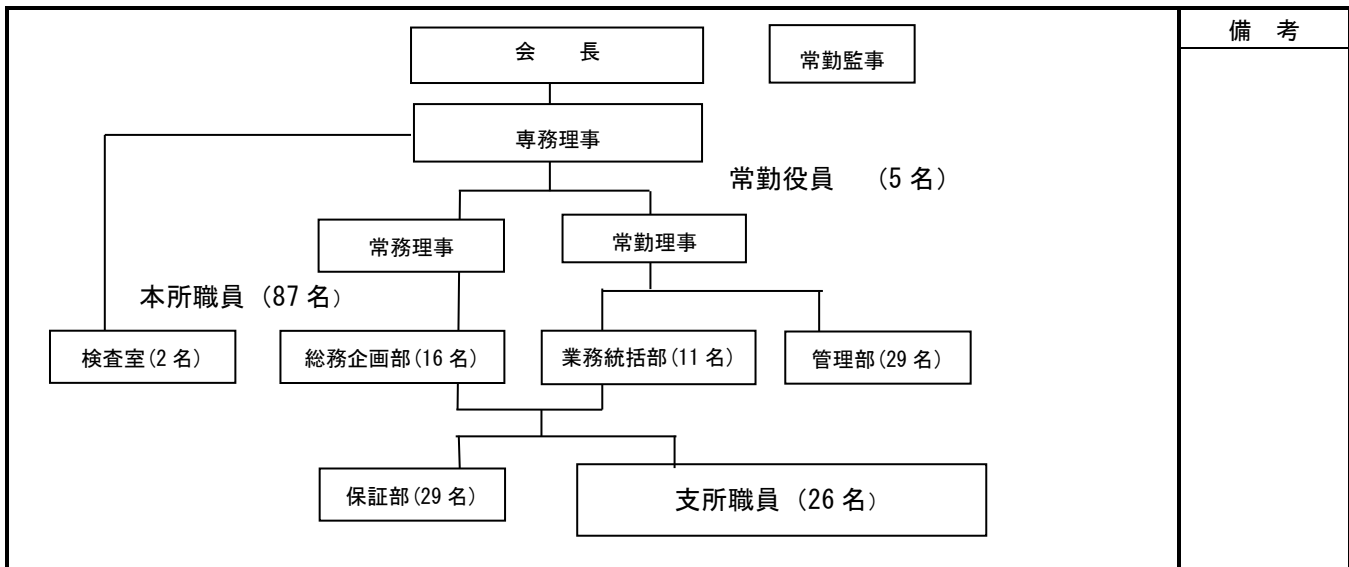 備 考
会 長
常勤監事
専務理事
常勤役員 （5 名）
常務理事
常勤理事
本所職員（87 名）
検査室(2 名)
総務企画部(16 名)
業務統括部(11 名)
管理部(29 名)
保証部(29 名)
支所職員（26 名）